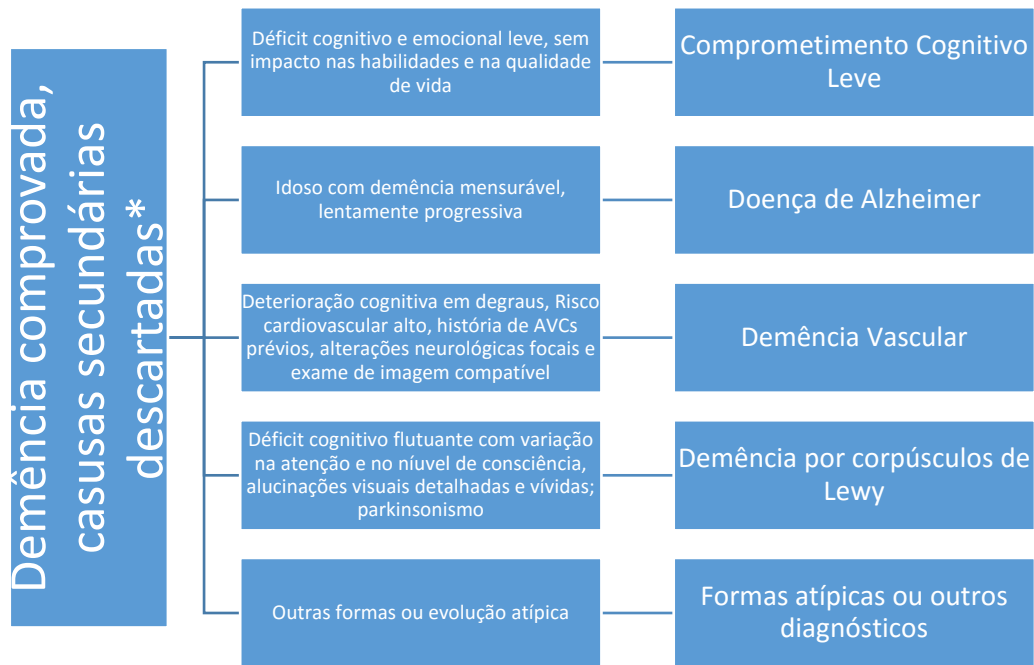 Demência comprovada,
casusas secundárias
descartadas*
Déficit cognitivo e emocional leve, sem
impacto nas habilidades e na qualidade
de vida
Comprometimento Cognitivo
Leve
Idoso com demência mensurável,
lentamente progressiva
Doença de Alzheimer
Deterioração cognitiva em degraus, Risco
cardiovascular alto, história de AVCs
prévios, alterações neurológicas focais e
exame de imagem compatível
Demência Vascular
Déficit cognitivo flutuante com variação
na atenção e no níuvel de consciência,
alucinações visuais detalhadas e vívidas;
parkinsonismo
Demência por corpúsculos de
Lewy
Outras formas ou evolução atípica
Formas atípicas ou outros
diagnósticos